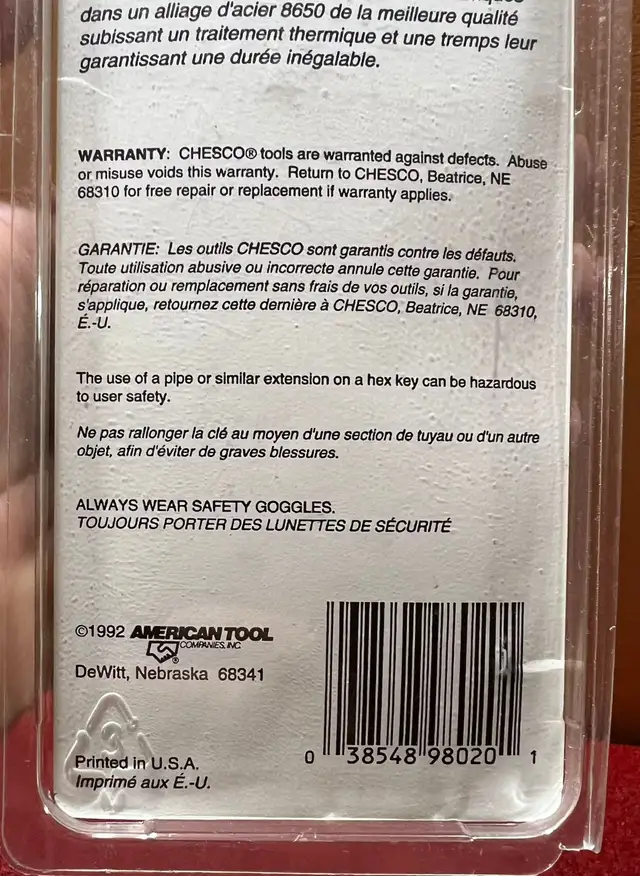 dans un alliage d'acier 8650 de la meilleure qualité
subissant un traitement thermique et une tremps leur
garantissant une durée inégalable.
WARRANTY: CHESCO® tools are warranted against defects. Abuse
or misuse voids this warranty. Return to CHESCO, Beatrice, NE
68310 for free repair or replacement if warranty applies.
GARANTIE: Les outils CHESCO sont garantis contre les défauts.
Toute utilisation abusive ou incorrecte annule cette garantie. Pour
réparation ou remplacement sans frais de vos outils, si la garantie,
s'applique, retournez cette dernière à CHESCO, Beatrice, NE 68310,
É.-U.
The use of a pipe or similar extension on a hex key can be hazardous
to user safety.
Ne pas rallonger la clé au moyen d'une section de tuyau ou d'un autre
objet, afin d'éviter de graves blessures.
ALWAYS WEAR SAFETY GOGGLES.
TOUJOURS PORTER DES LUNETTES DE SÉCURITÉ
©1992 AMERICAN TOOL
COMPANIES, INC.
®
DeWitt, Nebraska 68341
3
Printed in U.S.A.
Imprimé aux É.-U.
0 38548 98020 1